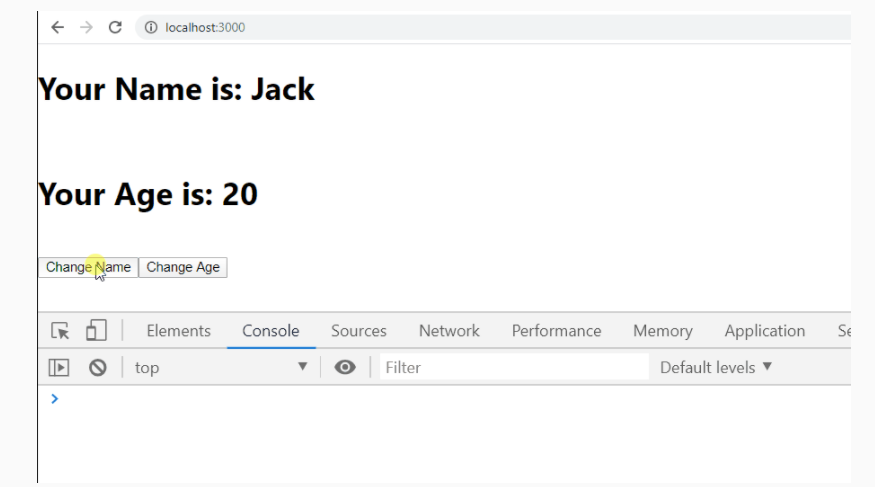 localhost:3000
Your Name is: Jack
Your Age is: 20
Change Name Change Age
Elements Console Sources Network Performance Memory Application
top Filter Default levels